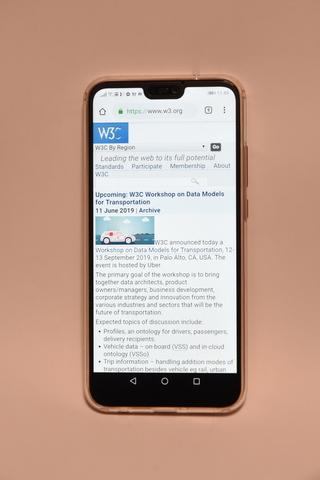 https://www.w3.org
W3C
W3C By Region
Go
Leading the web to its full potential
Standards Participate Membership About
W3C
Upcoming: W3C Workshop on Data Models
for Transportation
11 June 2019 | Archive
W3C announced today a
Workshop on Data Models for Transportation, 12-
13 September 2019, in Palo Alto, CA, USA. The
event is hosted by Uber
The primary goal of the workshop is to bring
together data architects, product
owners/managers, business development,
corporate strategy and innovation from the
various industries and sectors that will be the
future of transportation.
Expected topics of discussion include:
• Profiles, an ontology for drivers, passengers,
delivery recipients.
• Vehicle data – on-board (VSS) and in-cloud
ontology (VSSo)
• Trip information – handling addition modes of
transportation besides vehicle eg rail, urban